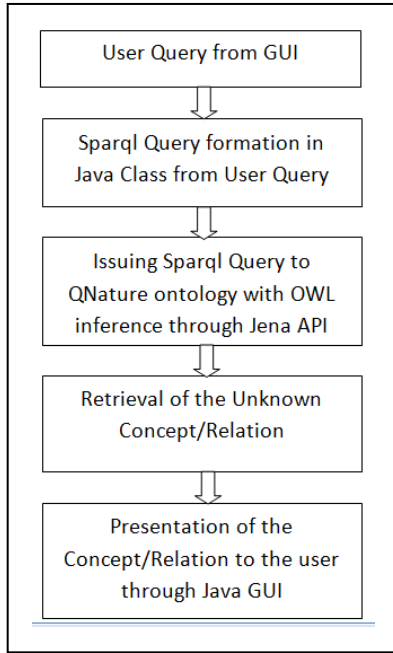 User Query from GUI
Sparql Query formation in
Java Class from User Query
Issuing Sparql Query to
QNature ontology with OWL
inference through Jena API
Retrieval of the Unknown
Concept/Relation
Presentation of the
Concept/Relation to the user
through Java GUI